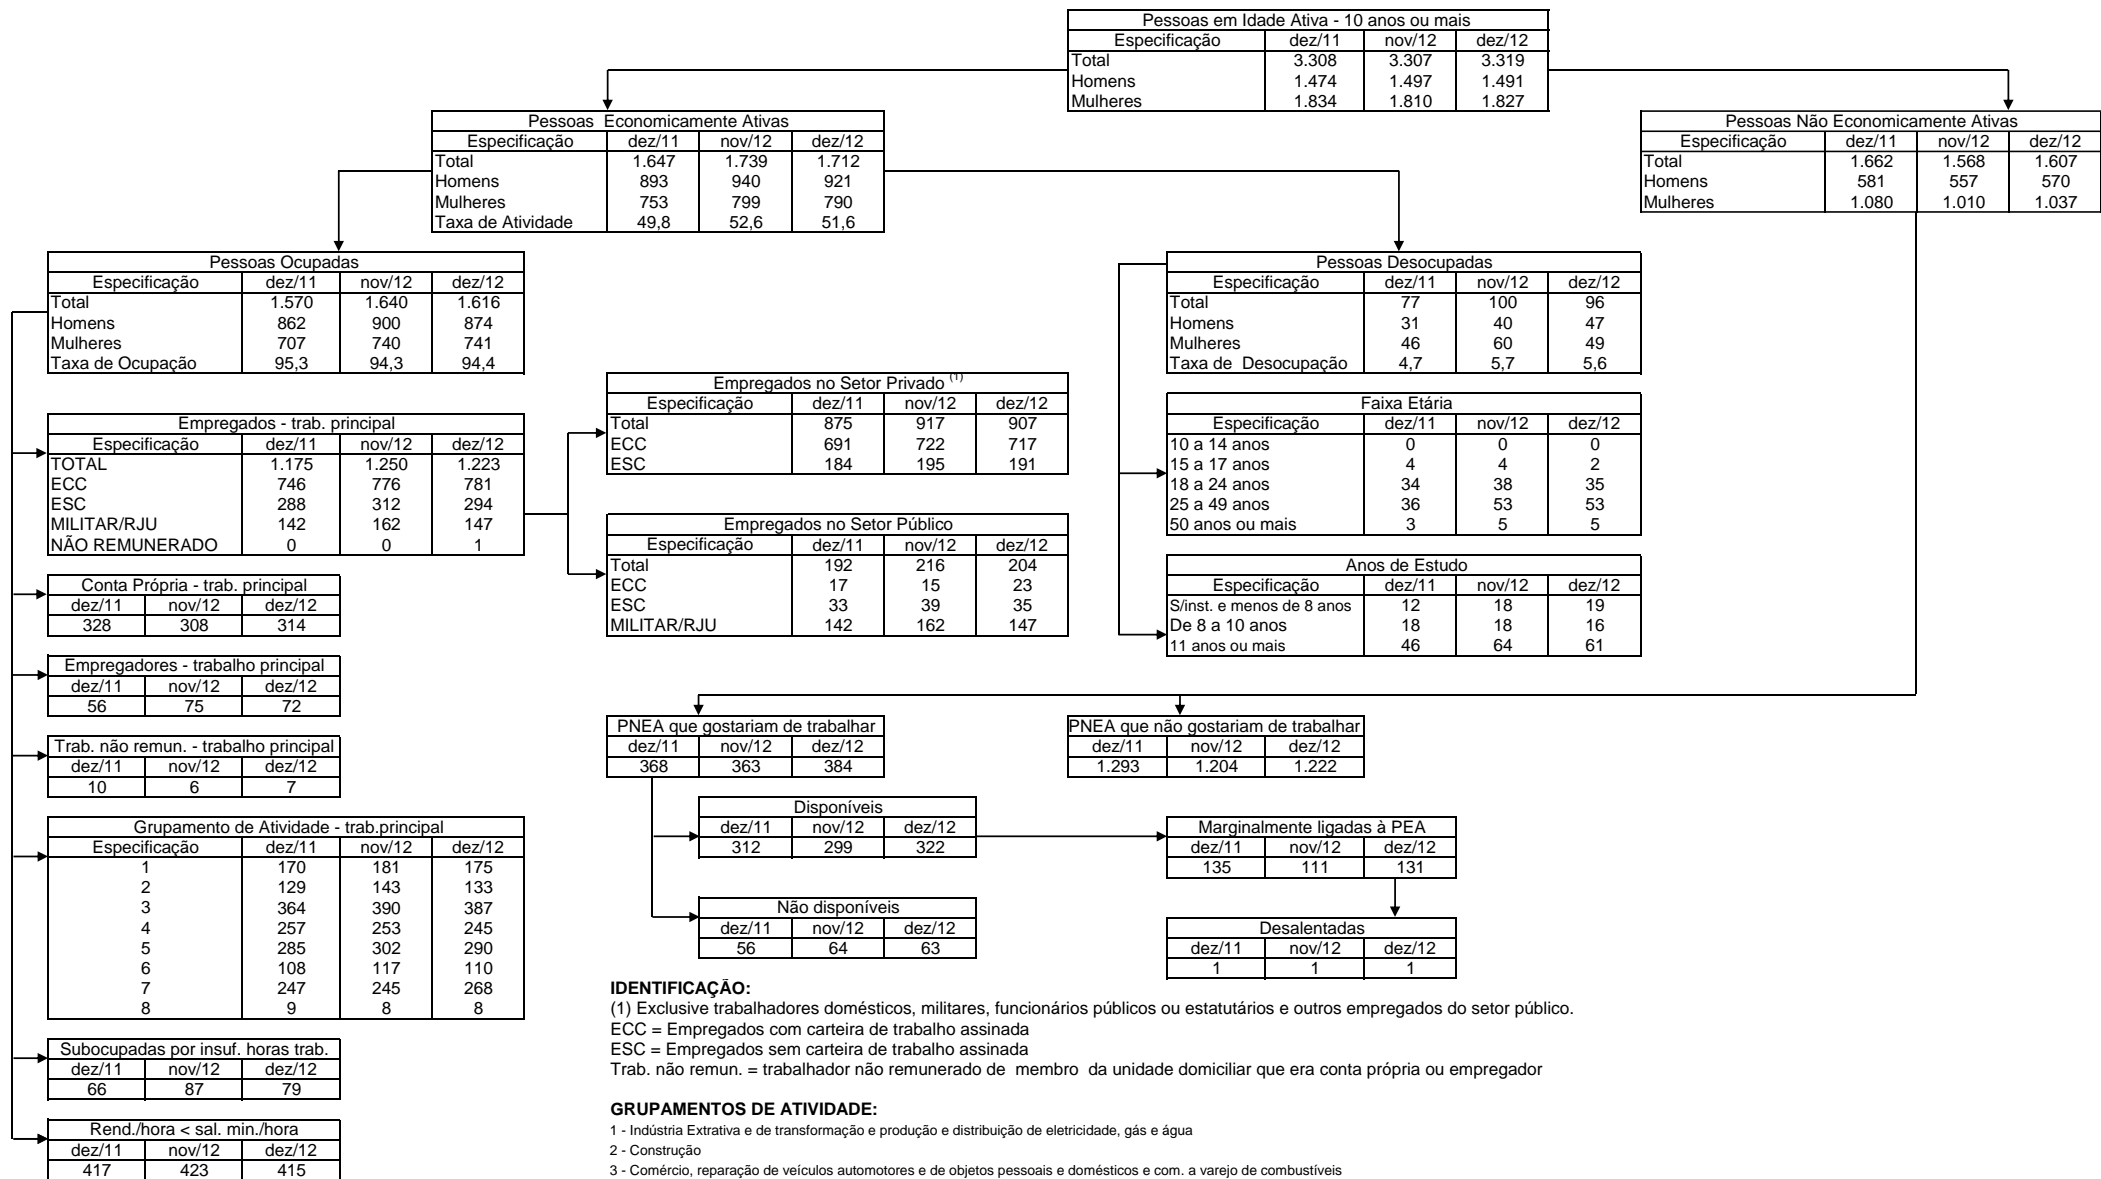 Pessoas em Idade Ativa - 10 anos ou mais
Especificação dez/11 nov/12 dez/12
Total 3.308 3.307 3.319
Homens 1.474 1.497 1.491
Mulheres 1.834 1.810 1.827
Pessoas Economicamente Ativas
Especificação dez/11 nov/12 dez/12
Total 1.647 1.739 1.712
Homens 893 940 921
Mulheres 753 799 790
Taxa de Atividade 49,8 52,6 51,6
Pessoas Não Economicamente Ativas
Especificação dez/11 nov/12 dez/12
Total 1.662 1.568 1.607
Homens 581 557 570
Mulheres 1.080 1.010 1.037
Pessoas Ocupadas
Especificação dez/11 nov/12 dez/12
Total 1.570 1.640 1.616
Homens 862 900 874
Mulheres 707 740 741
Taxa de Ocupação 95,3 94,3 94,4
Pessoas Desocupadas
Especificação dez/11 nov/12 dez/12
Total 77 100 96
Homens 31 40 47
Mulheres 46 60 49
Taxa de Desocupação 4,7 5,7 5,6
Empregados - trab. principal
Especificação dez/11 nov/12 dez/12
TOTAL 1.175 1.250 1.223
ECC 746 776 781
ESC 288 312 294
MILITAR/RJU 142 162 147
NÃO REMUNERADO 0 0 1
Empregados no Setor Privado (1)
Especificação dez/11 nov/12 dez/12
Total 875 917 907
ECC 691 722 717
ESC 184 195 191
Faixa Etária
Especificação dez/11 nov/12 dez/12
10 a 14 anos 0 0 0
15 a 17 anos 4 4 2
18 a 24 anos 34 38 35
25 a 49 anos 36 53 53
50 anos ou mais 3 5 5
Empregados no Setor Público
Especificação dez/11 nov/12 dez/12
Total 192 216 204
ECC 17 15 23
ESC 33 39 35
MILITAR/RJU 142 162 147
Anos de Estudo
Especificação dez/11 nov/12 dez/12
S/inst. e menos de 8 anos 12 18 19
De 8 a 10 anos 18 18 16
11 anos ou mais 46 64 61
Conta Própria - trab. principal
dez/11 nov/12 dez/12
328 308 314
Empregadores - trabalho principal
dez/11 nov/12 dez/12
56 75 72
Trab. não remun. - trabalho principal
dez/11 nov/12 dez/12
10 6 7
PNEA que gostariam de trabalhar
dez/11 nov/12 dez/12
368 363 384
PNEA que não gostariam de trabalhar
dez/11 nov/12 dez/12
1.293 1.204 1.222
Disponíveis
dez/11 nov/12 dez/12
312 299 322
Marginalmente ligadas à PEA
dez/11 nov/12 dez/12
135 111 131
Não disponíveis
dez/11 nov/12 dez/12
56 64 63
Desalentadas
dez/11 nov/12 dez/12
1 1 1
Grupamento de Atividade - trab.principal
Especificação dez/11 nov/12 dez/12
1 170 181 175
2 129 143 133
3 364 390 387
4 257 253 245
5 285 302 290
6 108 117 110
7 247 245 268
8 9 8 8
Subocupadas por insuf. horas trab.
dez/11 nov/12 dez/12
66 87 79
Rend./hora < sal. min./hora
dez/11 nov/12 dez/12
417 423 415
IDENTIFICAÇÃO:
(1) Exclusive trabalhadores domésticos, militares, funcionários públicos ou estatutários e outros empregados do setor público.
ECC = Empregados com carteira de trabalho assinada
ESC = Empregados sem carteira de trabalho assinada
Trab. não remun. = trabalhador não remunerado de membro da unidade domiciliar que era conta própria ou empregador
GRUPAMENTOS DE ATIVIDADE:
1 - Indústria Extrativa e de transformação e produção e distribuição de eletricidade, gás e água
2 - Construção
3 - Comércio, reparação de veículos automotores e de objetos pessoais e domésticos e com. a varejo de combustíveis